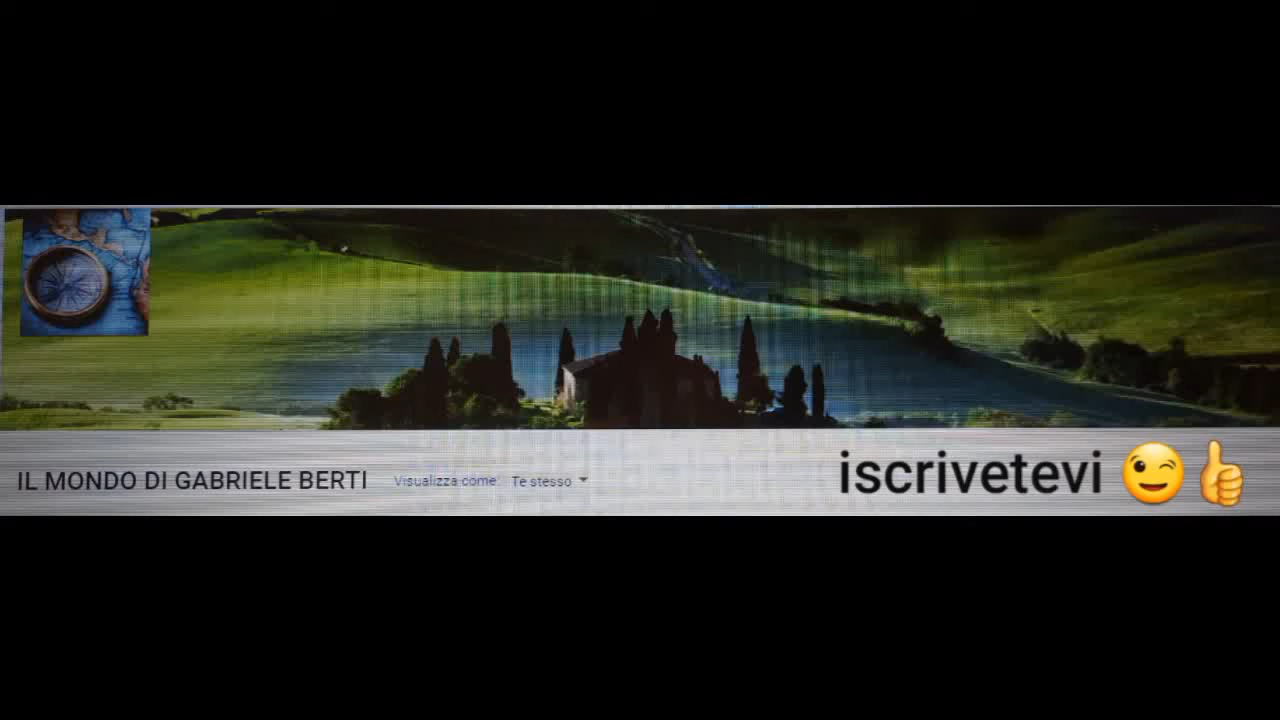 IL MONDO DI GABRIELE BERTI Visualizza come: Te stesso iscrivetevi 😉👍